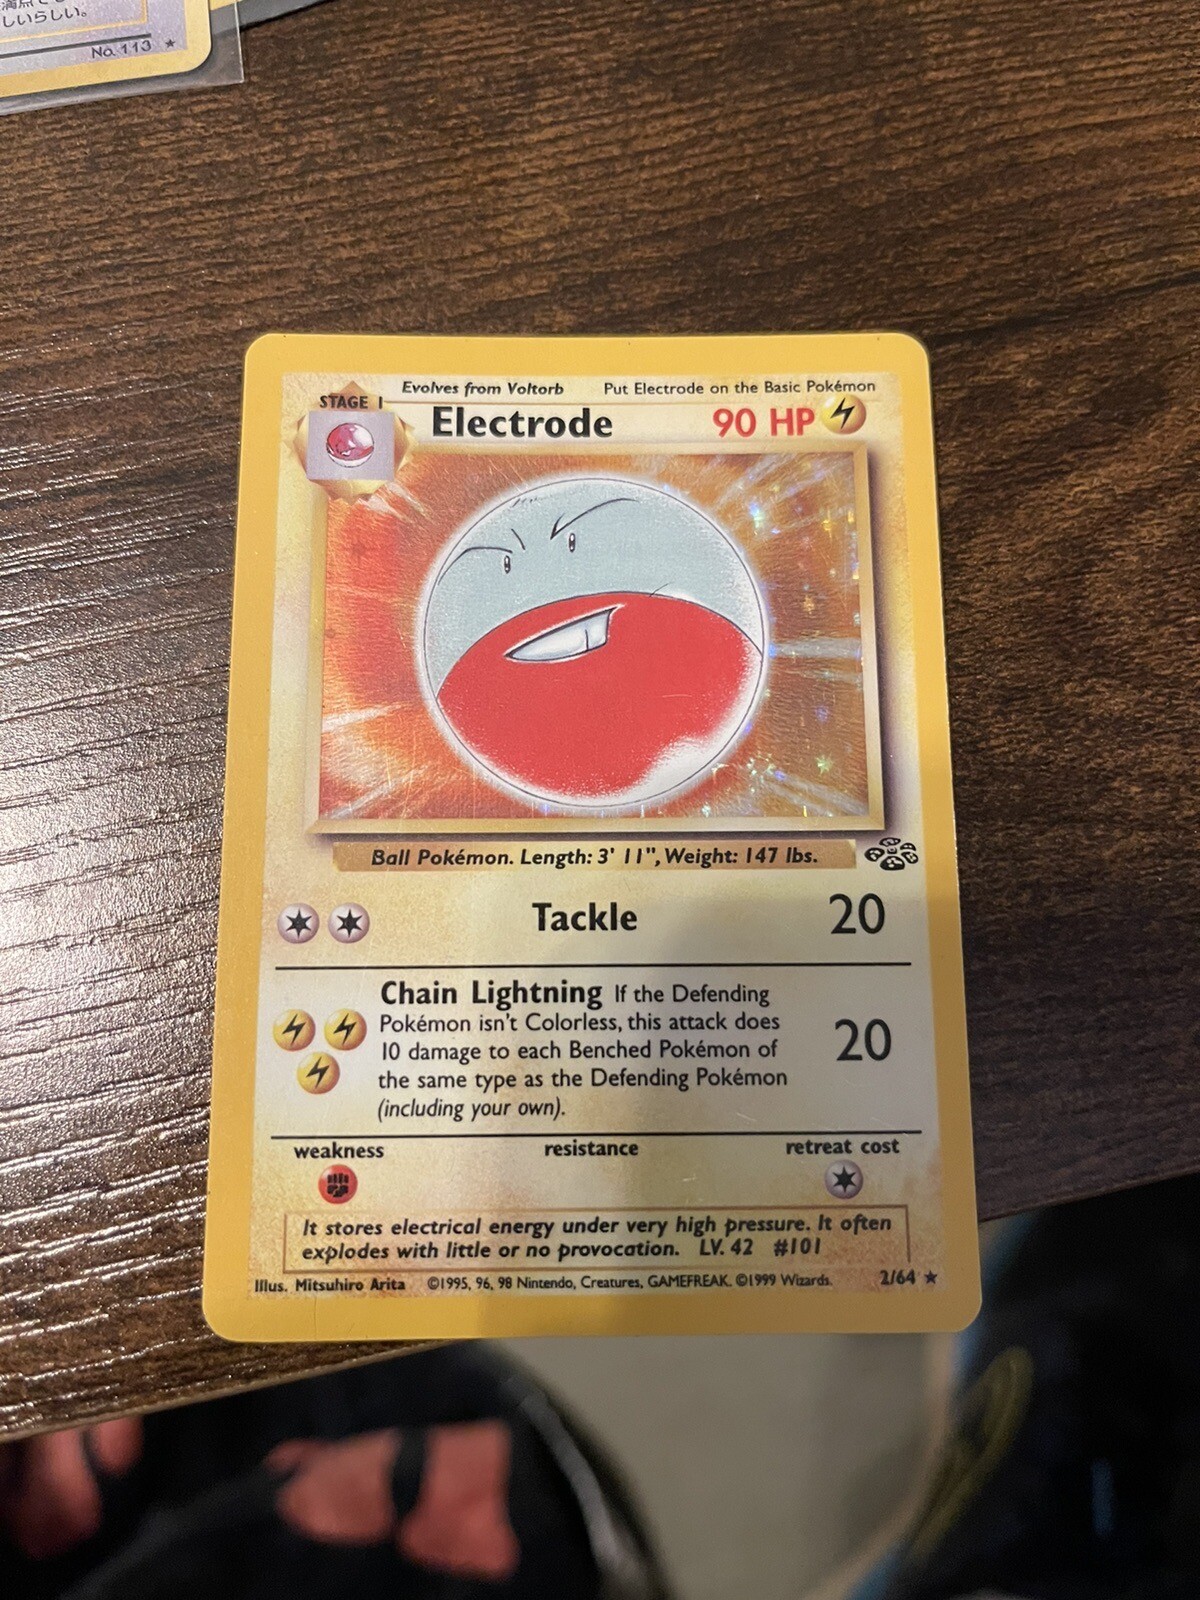 しいらしい。
No. 113 ★
Evolves from Voltorb Put Electrode on the Basic Pokémon
STAGE 1
Electrode 90 HP
Ball Pokémon. Length: 3' 11", Weight: 147 lbs.
Tackle 20
Chain Lightning If the Defending
Pokémon isn't Colorless, this attack does
10 damage to each Benched Pokémon of
the same type as the Defending Pokémon
(including your own).
20
weakness resistance retreat cost
It stores electrical energy under very high pressure. It often
explodes with little or no provocation. LV. 42 #101
Illus. Mitsuhiro Arita ©1995, 96, 98 Nintendo, Creatures, GAMEFREAK. ©1999 Wizards. 2/64 ★